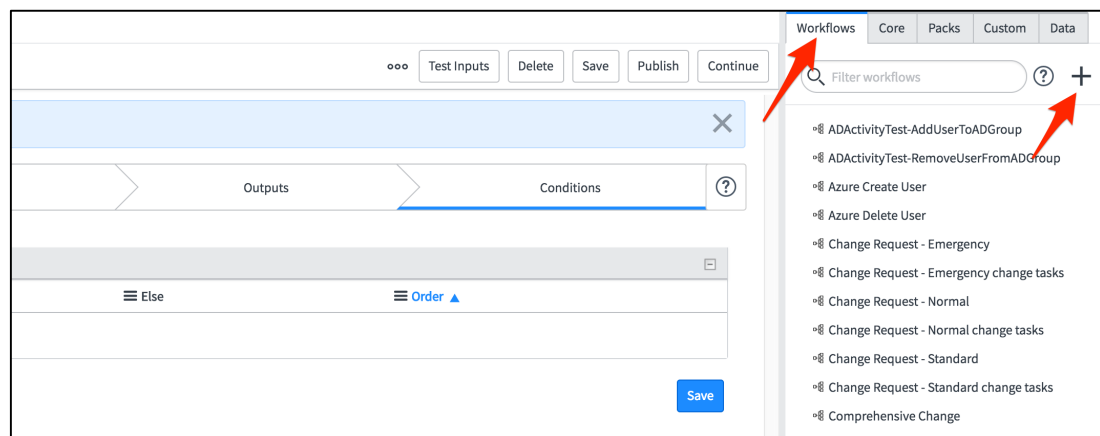 Workflows Core Packs Custom Data
Test Inputs Delete Save Publish Continue
Filter workflows
Outputs Conditions
Else Order
Save
ADActivityTest-AddUserToADGroup
ADActivityTest-RemoveUserFromADGroup
Azure Create User
Azure Delete User
Change Request - Emergency
Change Request - Emergency change tasks
Change Request - Normal
Change Request - Normal change tasks
Change Request - Standard
Change Request - Standard change tasks
Comprehensive Change